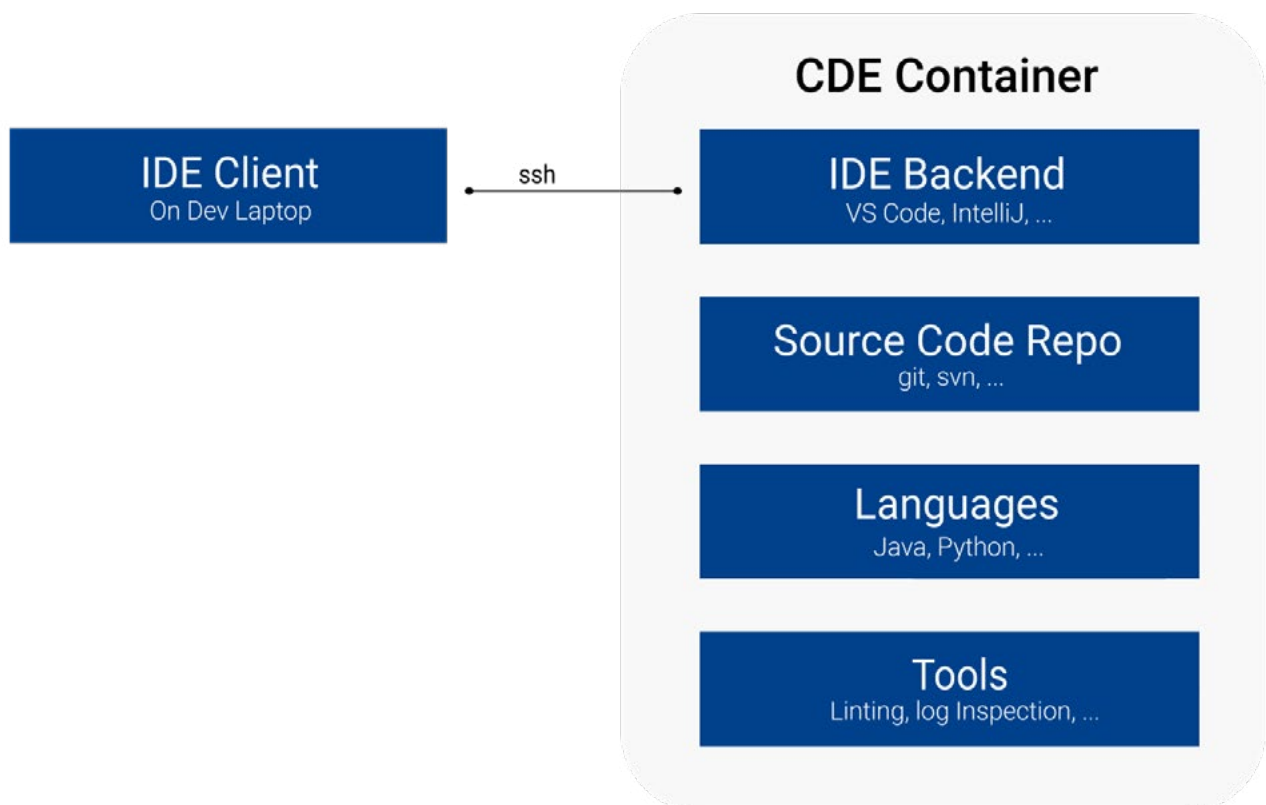 CDE Container
IDE Client
On Dev Laptop
ssh
IDE Backend
VS Code, IntelliJ, ...
Source Code Repo
git, svn, ...
Languages
Java, Python, ...
Tools
Linting, log Inspection, ...